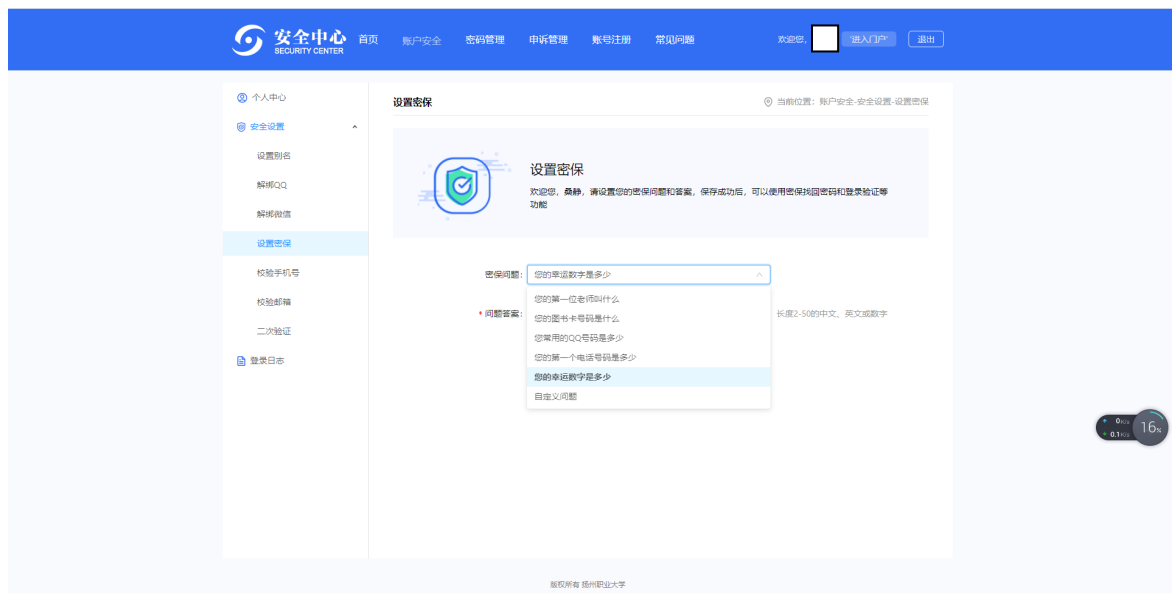 安全中心
SECURITY CENTER
首页 账户安全 密码管理 申诉管理 账号注册 常见问题
欢迎您, 进入门户 退出
个人中心
安全设置
设置别名
解绑QQ
解绑微信
设置密保
校验手机号
校验邮箱
二次验证
登录日志
设置密保
当前位置：账户安全-安全设置-设置密保
设置密保
欢迎您，桑静，请设置您的密保问题和答案，保存成功后，可以使用密保找回密码和登录验证等
功能
密保问题： 您的幸运数字是多少
您的第一位老师叫什么
* 问题答案： 长度2-50的中文、英文或数字
您的图书卡号码是什么
您常用的QQ号码是多少
您的第一个电话号码是多少
您的幸运数字是多少
自定义问题
0K/s
0.1K/s
16%
版权所有 扬州职业大学